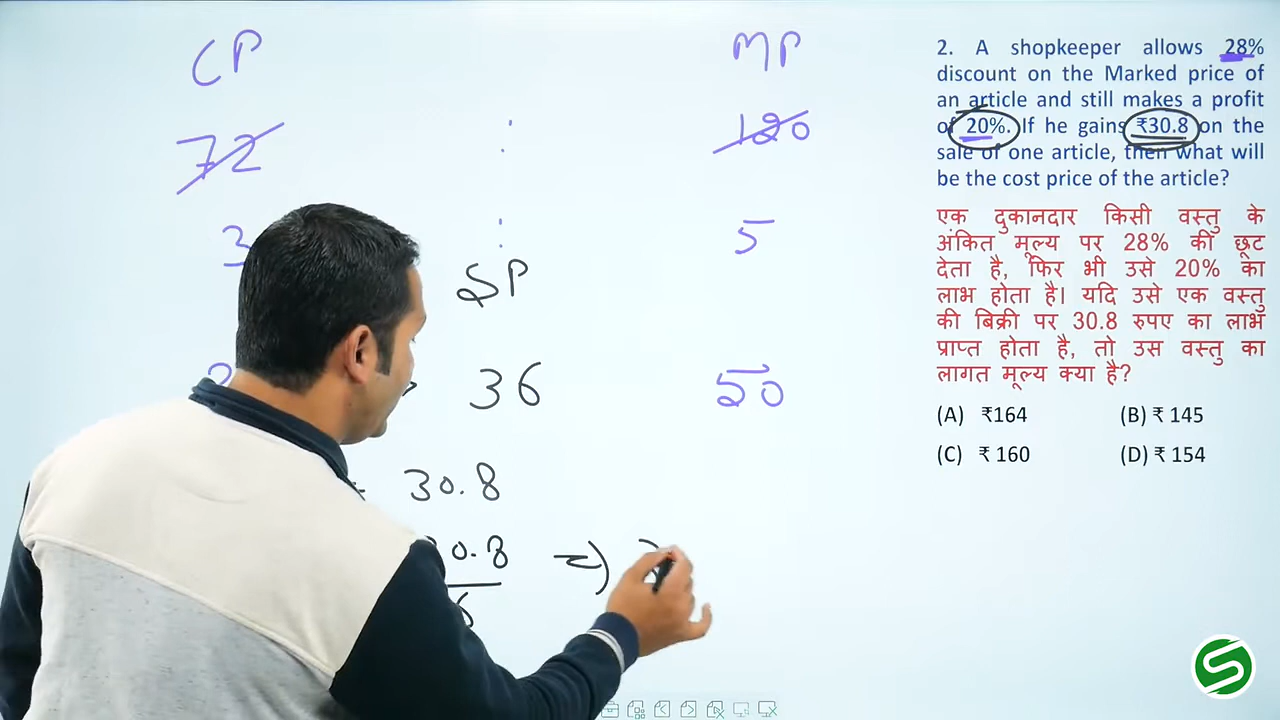 CP MP
72 : 120
3 : 5
SP
36 50
30.8
0.8 =)
6
2. A shopkeeper allows 28%
discount on the Marked price of
an article and still makes a profit
of 20%. If he gains ₹30.8 on the
sale of one article, then what will
be the cost price of the article?
एक दुकानदार किसी वस्तु के
अंकित मूल्य पर 28% की छूट
देता है, फिर भी उसे 20% का
लाभ होता है। यदि उसे एक वस्तु
की बिक्री पर 30.8 रुपए का लाभ
प्राप्त होता है, तो उस वस्तु का
लागत मूल्य क्या है?
(A) ₹164 (B) ₹ 145
(C) ₹ 160 (D) ₹ 154